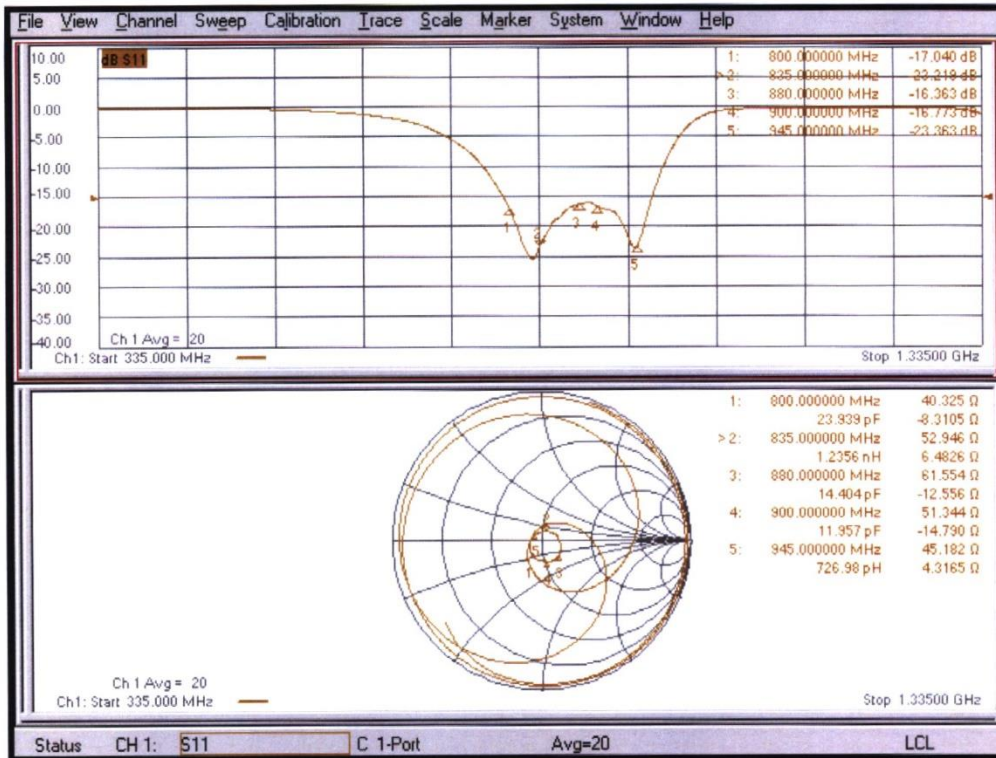 File View Channel Sweep Calibration Trace Scale Marker System Window Help
10.00 dB S11
5.00
0.00
-5.00
-10.00
-15.00
-20.00
-25.00
-30.00
-35.00
-40.00
1: 800.000000 MHz -17.040 dB
>2: 835.000000 MHz -23.219 dB
3: 880.000000 MHz -16.363 dB
4: 900.000000 MHz -16.773 dB
5: 945.000000 MHz -23.363 dB
1 2 3 4 5
Ch 1 Avg = 20
Ch1: Start 335.000 MHz Stop 1.33500 GHz
1: 800.000000 MHz 40.325 Ω
23.939 pF -8.3105 Ω
>2: 835.000000 MHz 52.946 Ω
1.2356 nH 6.4826 Ω
3: 880.000000 MHz 61.554 Ω
14.404 pF -12.556 Ω
4: 900.000000 MHz 51.344 Ω
11.957 pF -14.790 Ω
5: 945.000000 MHz 45.182 Ω
726.98 pH 4.3165 Ω
Ch 1 Avg = 20
Ch1: Start 335.000 MHz Stop 1.33500 GHz
Status CH 1: S11 C 1-Port Avg=20 LCL